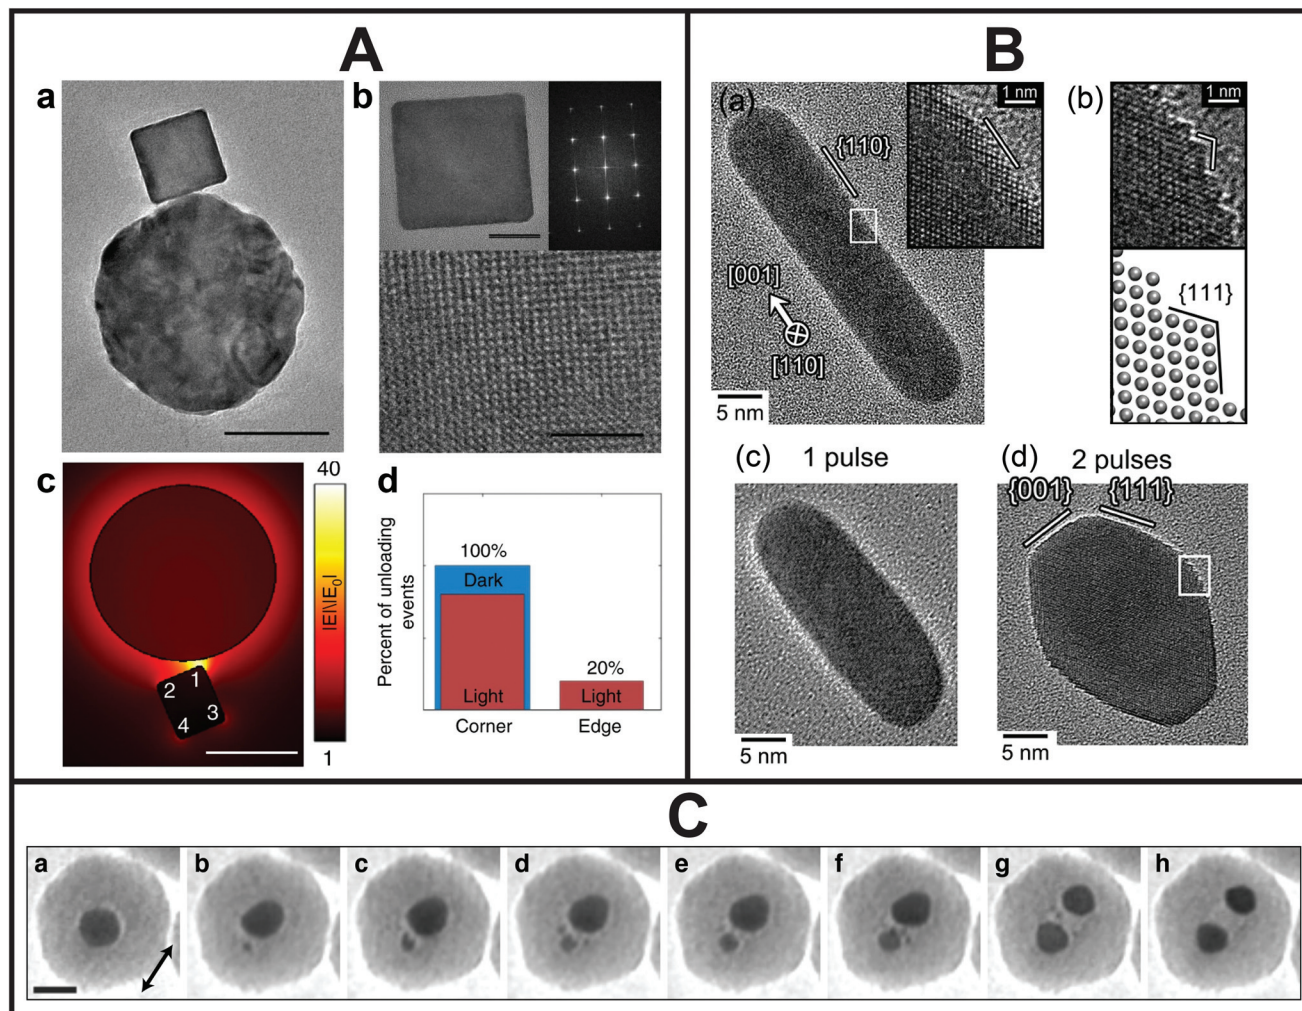 A
a
b
c
40
|E|\|E0|
1
1
2
3
4
d
Percent of unloading
events
100%
Dark
Light
20%
Light
Corner
Edge
B
(a)
{110}
1 nm
[001]
[110]
5 nm
(b)
1 nm
{111}
(c)
1 pulse
5 nm
(d)
2 pulses
{001}
{111}
5 nm
C
a
b
c
d
e
f
g
h